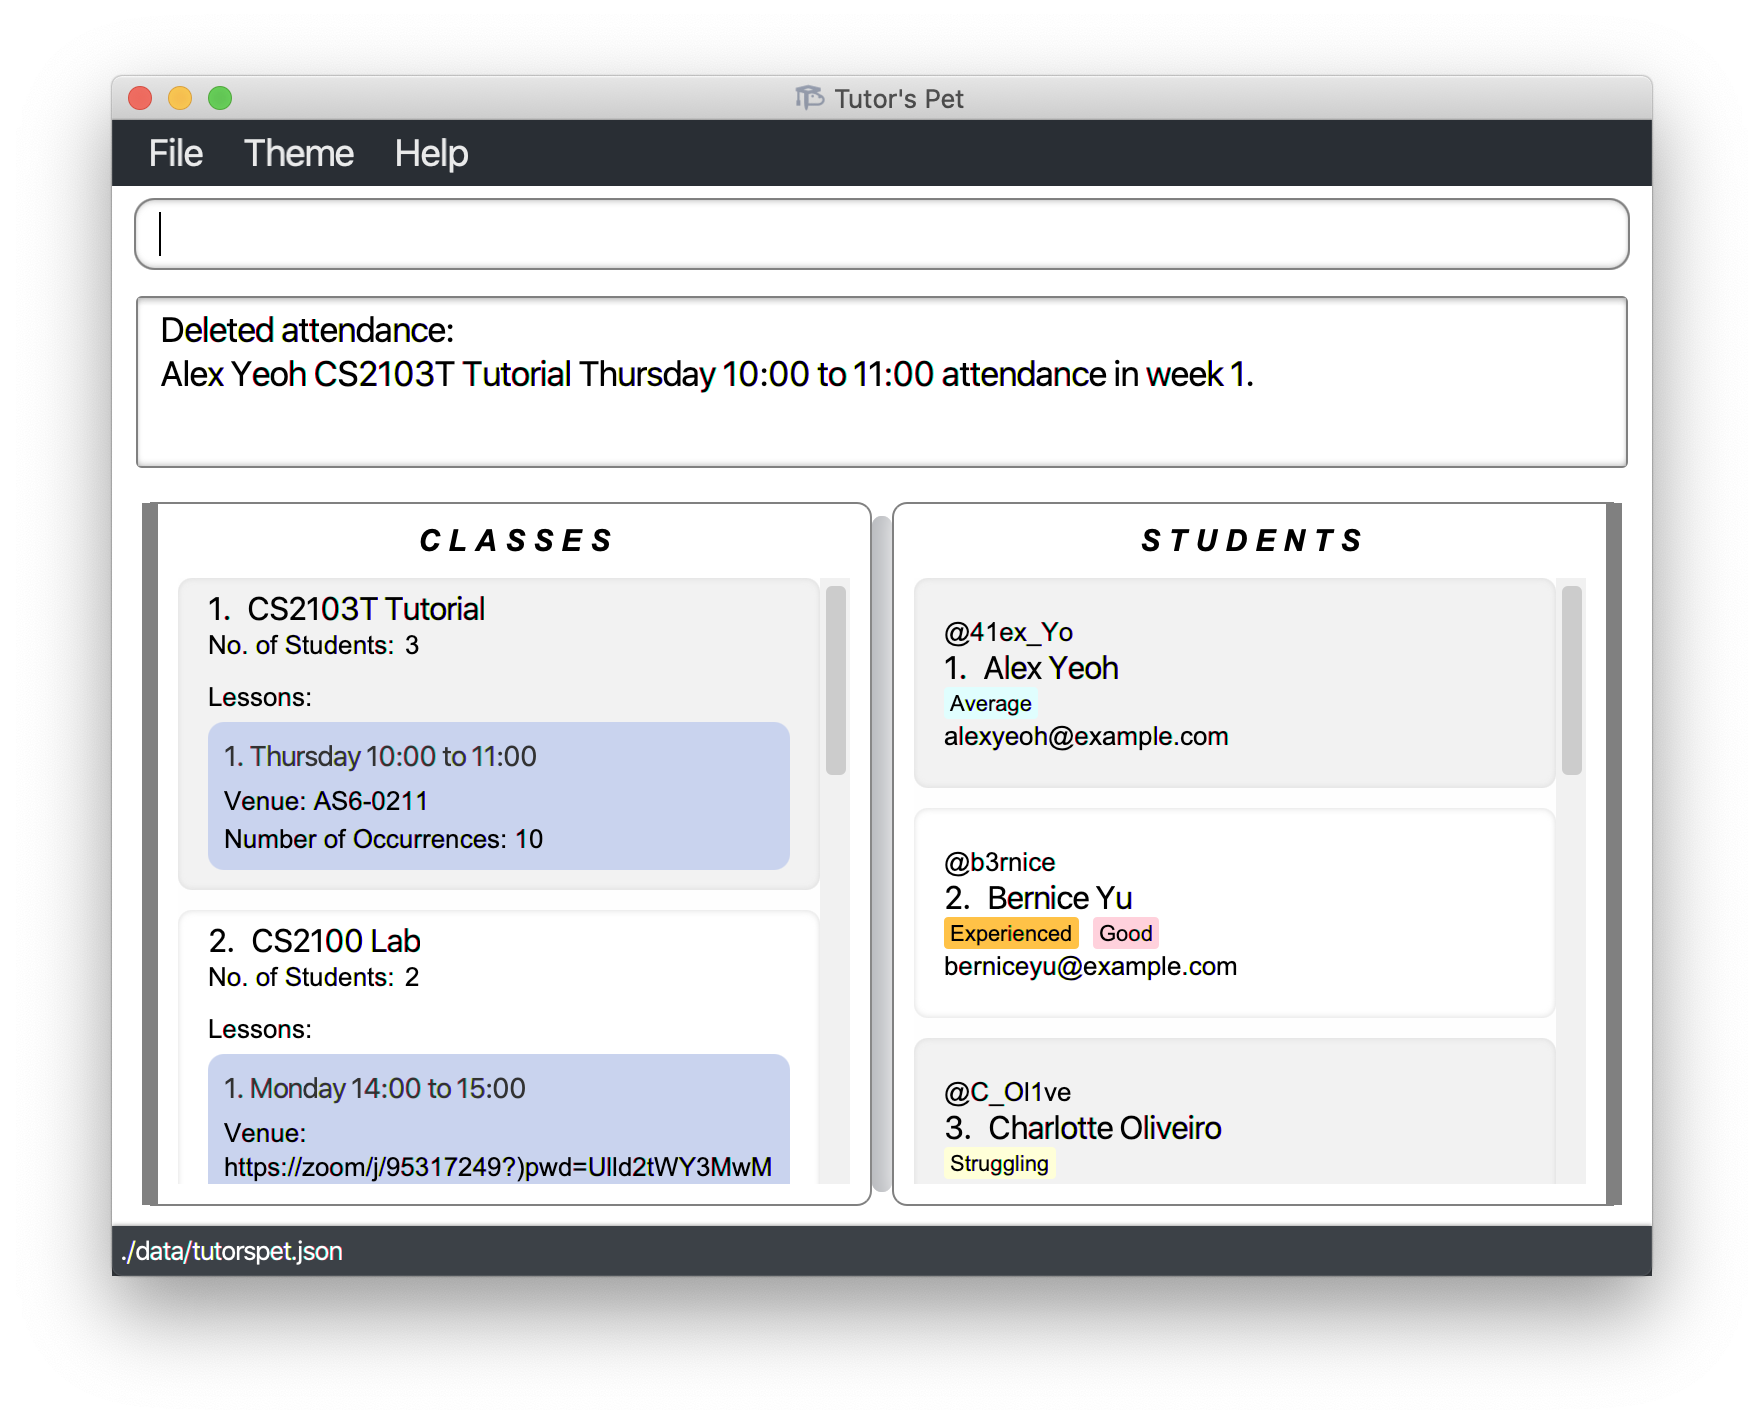 Tutor's Pet
File Theme Help
Deleted attendance:
Alex Yeoh CS2103T Tutorial Thursday 10:00 to 11:00 attendance in week 1.
CLASSES
1. CS2103T Tutorial
No. of Students: 3
Lessons:
1. Thursday 10:00 to 11:00
Venue: AS6-0211
Number of Occurrences: 10
2. CS2100 Lab
No. of Students: 2
Lessons:
1. Monday 14:00 to 15:00
Venue:
https://zoom/j/95317249?)pwd=Ulld2tWY3MwM
STUDENTS
@41ex_Yo
1. Alex Yeoh
Average
alexyeoh@example.com
@b3rnice
2. Bernice Yu
Experienced Good
berniceyu@example.com
@C_Ol1ve
3. Charlotte Oliveiro
Struggling
./data/tutorspet.json